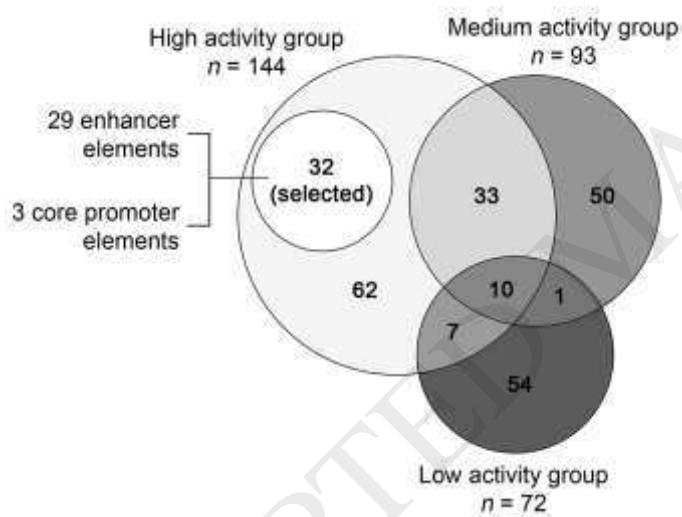 High activity group
n = 144
Medium activity group
n = 93
29 enhancer
elements
3 core promoter
elements
32
(selected)
33
50
62
10
1
7
54
Low activity group
n = 72